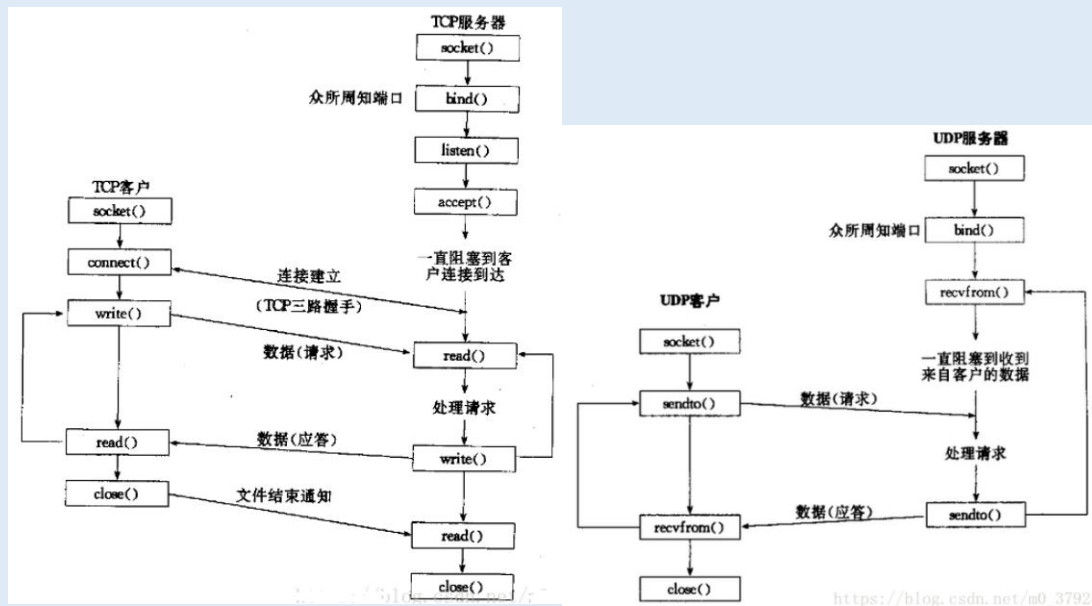 TCP服务器
socket()
众所周知端口
bind()
listen()
accept()
一直阻塞到客
户连接到达
TCP客户
socket()
connect()
连接建立
(TCP三路握手)
write()
数据(请求)
read()
处理请求
read()
数据(应答)
write()
close()
文件结束通知
read()
close()
UDP服务器
socket()
众所周知端口
bind()
recvfrom()
一直阻塞到收到
来自客户的数据
UDP客户
socket()
sendto()
数据(请求)
处理请求
数据(应答)
sendto()
recvfrom()
close()
https://blog.csdn.net/m0_3792